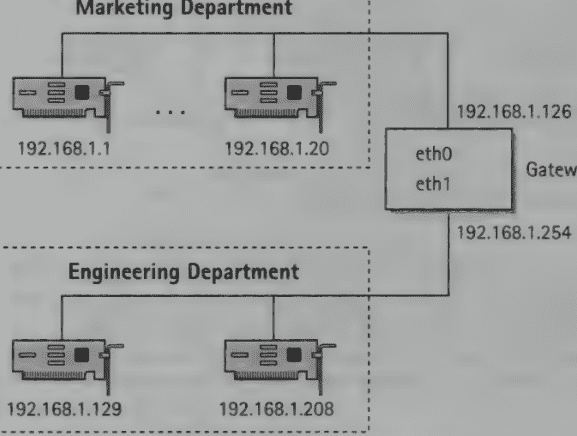 Marketing Department
192.168.1.1
...
192.168.1.20
192.168.1.126
eth0
eth1
Gatew
192.168.1.254
Engineering Department
192.168.1.129
192.168.1.208